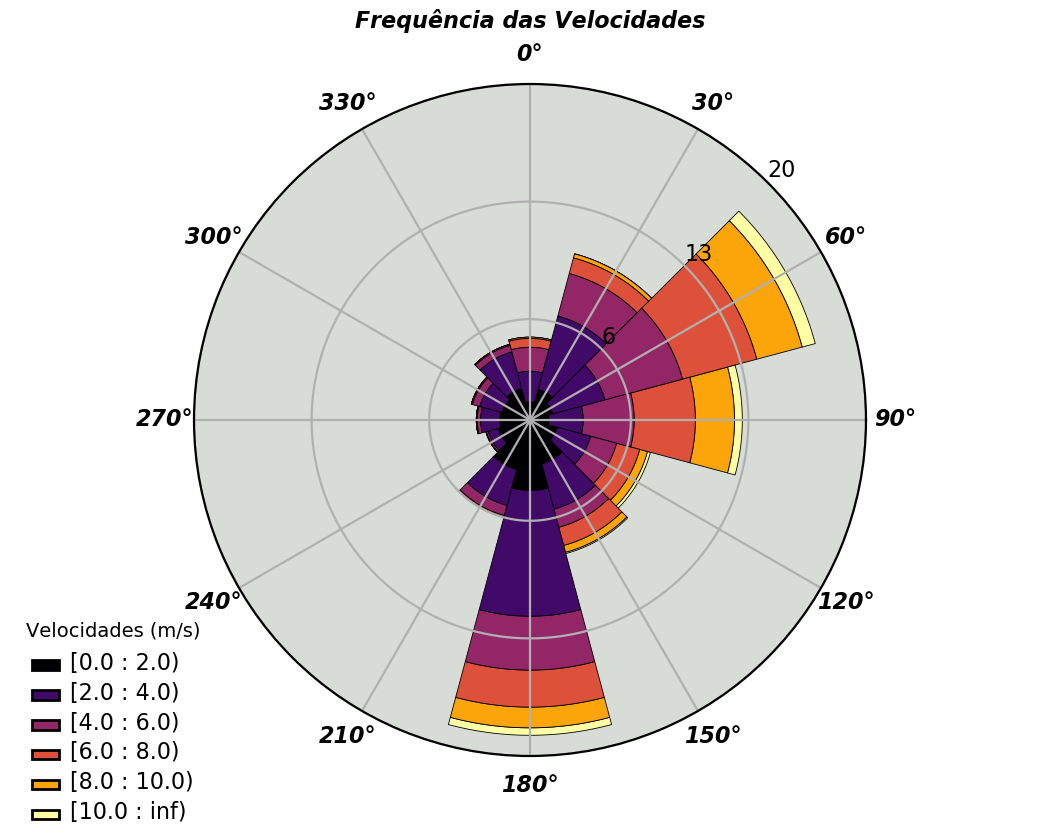 Frequência das Velocidades
0°
330°
30°
20
300°
60°
13
6
270°
90°
240°
120°
210°
150°
180°
Velocidades (m/s)
[0.0 : 2.0)
[2.0 : 4.0)
[4.0 : 6.0)
[6.0 : 8.0)
[8.0 : 10.0)
[10.0 : inf)